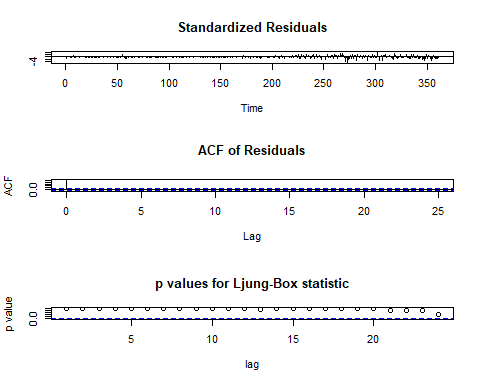 Standardized Residuals
-4
0 50 100 150 200 250 300 350
Time
ACF of Residuals
ACF
0.0
0 5 10 15 20 25
Lag
p values for Ljung-Box statistic
p value
0.0
5 10 15 20
lag